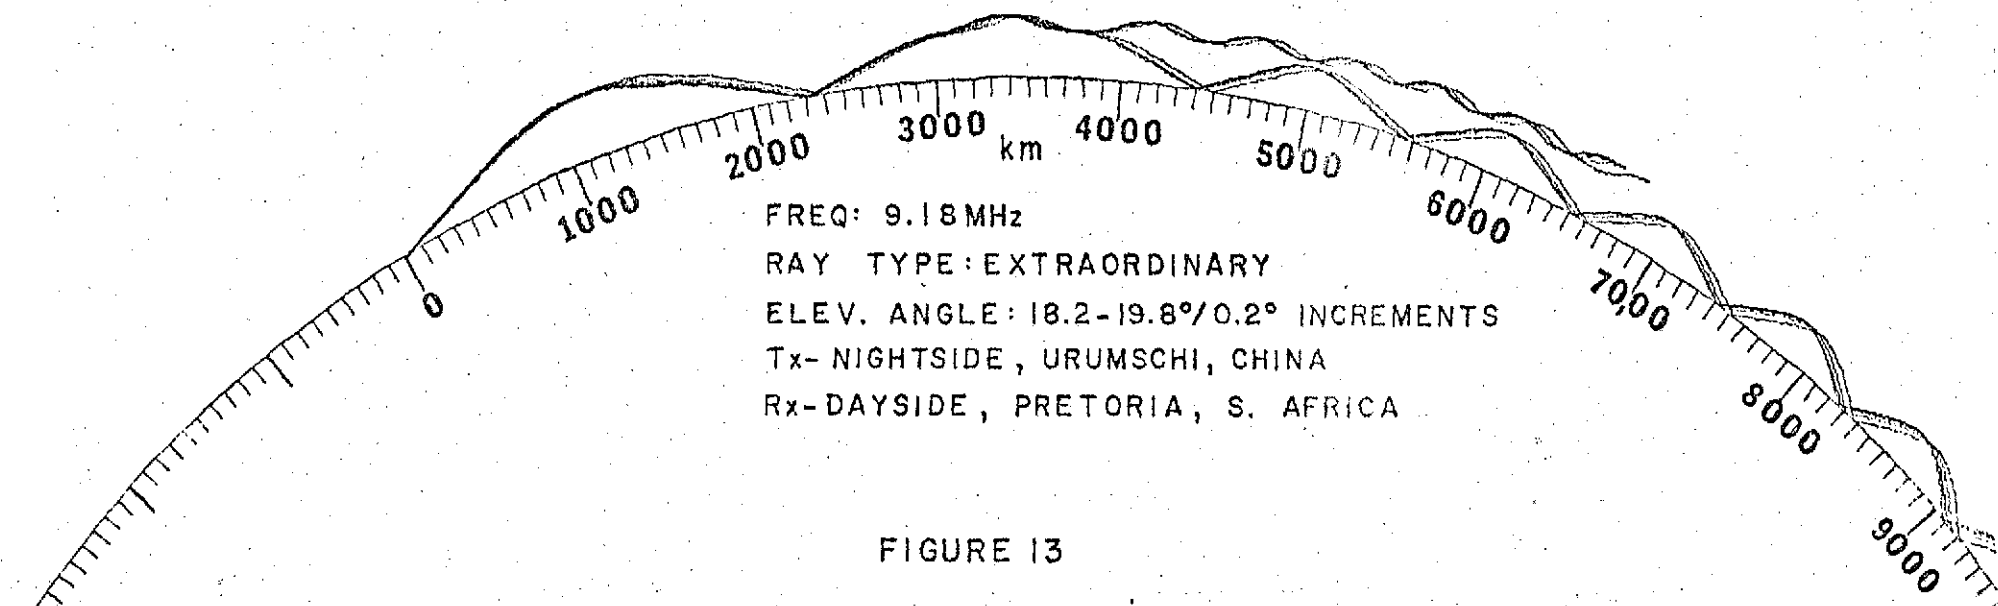 0
1000
2000
3000
km
4000
5000
6000
7000
8000
9000
FREQ: 9.18MHz
RAY TYPE: EXTRAORDINARY
ELEV. ANGLE: 18.2-19.8°/0.2° INCREMENTS
Tx- NIGHTSIDE, URUMSCHI, CHINA
Rx- DAYSIDE, PRETORIA, S. AFRICA
FIGURE 13